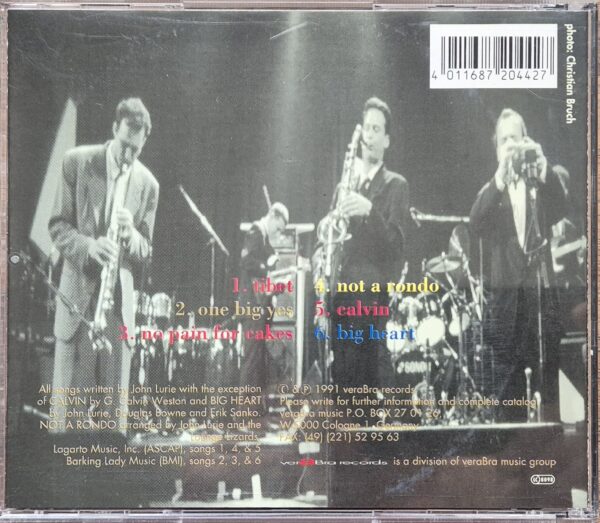 4 011687 204427
photo: Christian Bruch
1. tibet
2. one big yes
3. no pain for cakes
4. not a rondo
5. calvin
6. big heart
All songs written by John Lurie with the exception
of CALVIN by G. Calvin Weston and BIG HEART
by John Lurie, Douglas Bowne and Erik Sanko.
NOT A RONDO arranged by John Lurie and the
Lounge Lizards.
Lagarto Music, Inc. (ASCAP), songs 1, 4, & 5
Barking Lady Music (BMI), songs 2, 3, & 6
© & ℗ 1991 veraBra records
Please write for further information and complete catalog
VeraBra music P.O. BOX 27 01 26
W 5000 Cologne 1 - Germany
FAX: (49) (221) 52 95 63
veraBra records is a division of veraBra music group
LC 8098
SONOR